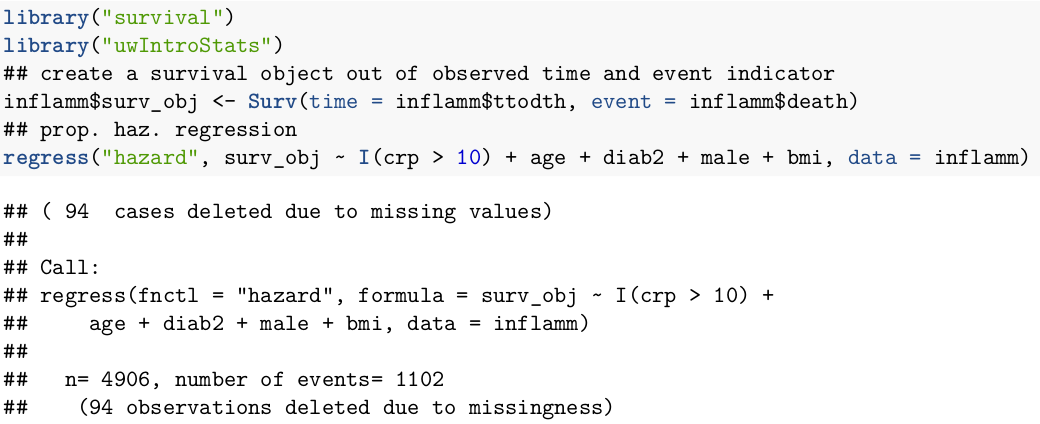 library("survival")
library("uwIntroStats")
## create a survival object out of observed time and event indicator
inflamm$surv_obj <- Surv(time = inflamm$ttodth, event = inflamm$death)
## prop. haz. regression
regress("hazard", surv_obj ~ I(crp > 10) + age + diab2 + male + bmi, data = inflamm)
## ( 94  cases deleted due to missing values)
##
## Call:
## regress(fnctl = "hazard", formula = surv_obj ~ I(crp > 10) +
##     age + diab2 + male + bmi, data = inflamm)
##
##   n= 4906, number of events= 1102
##    (94 observations deleted due to missingness)